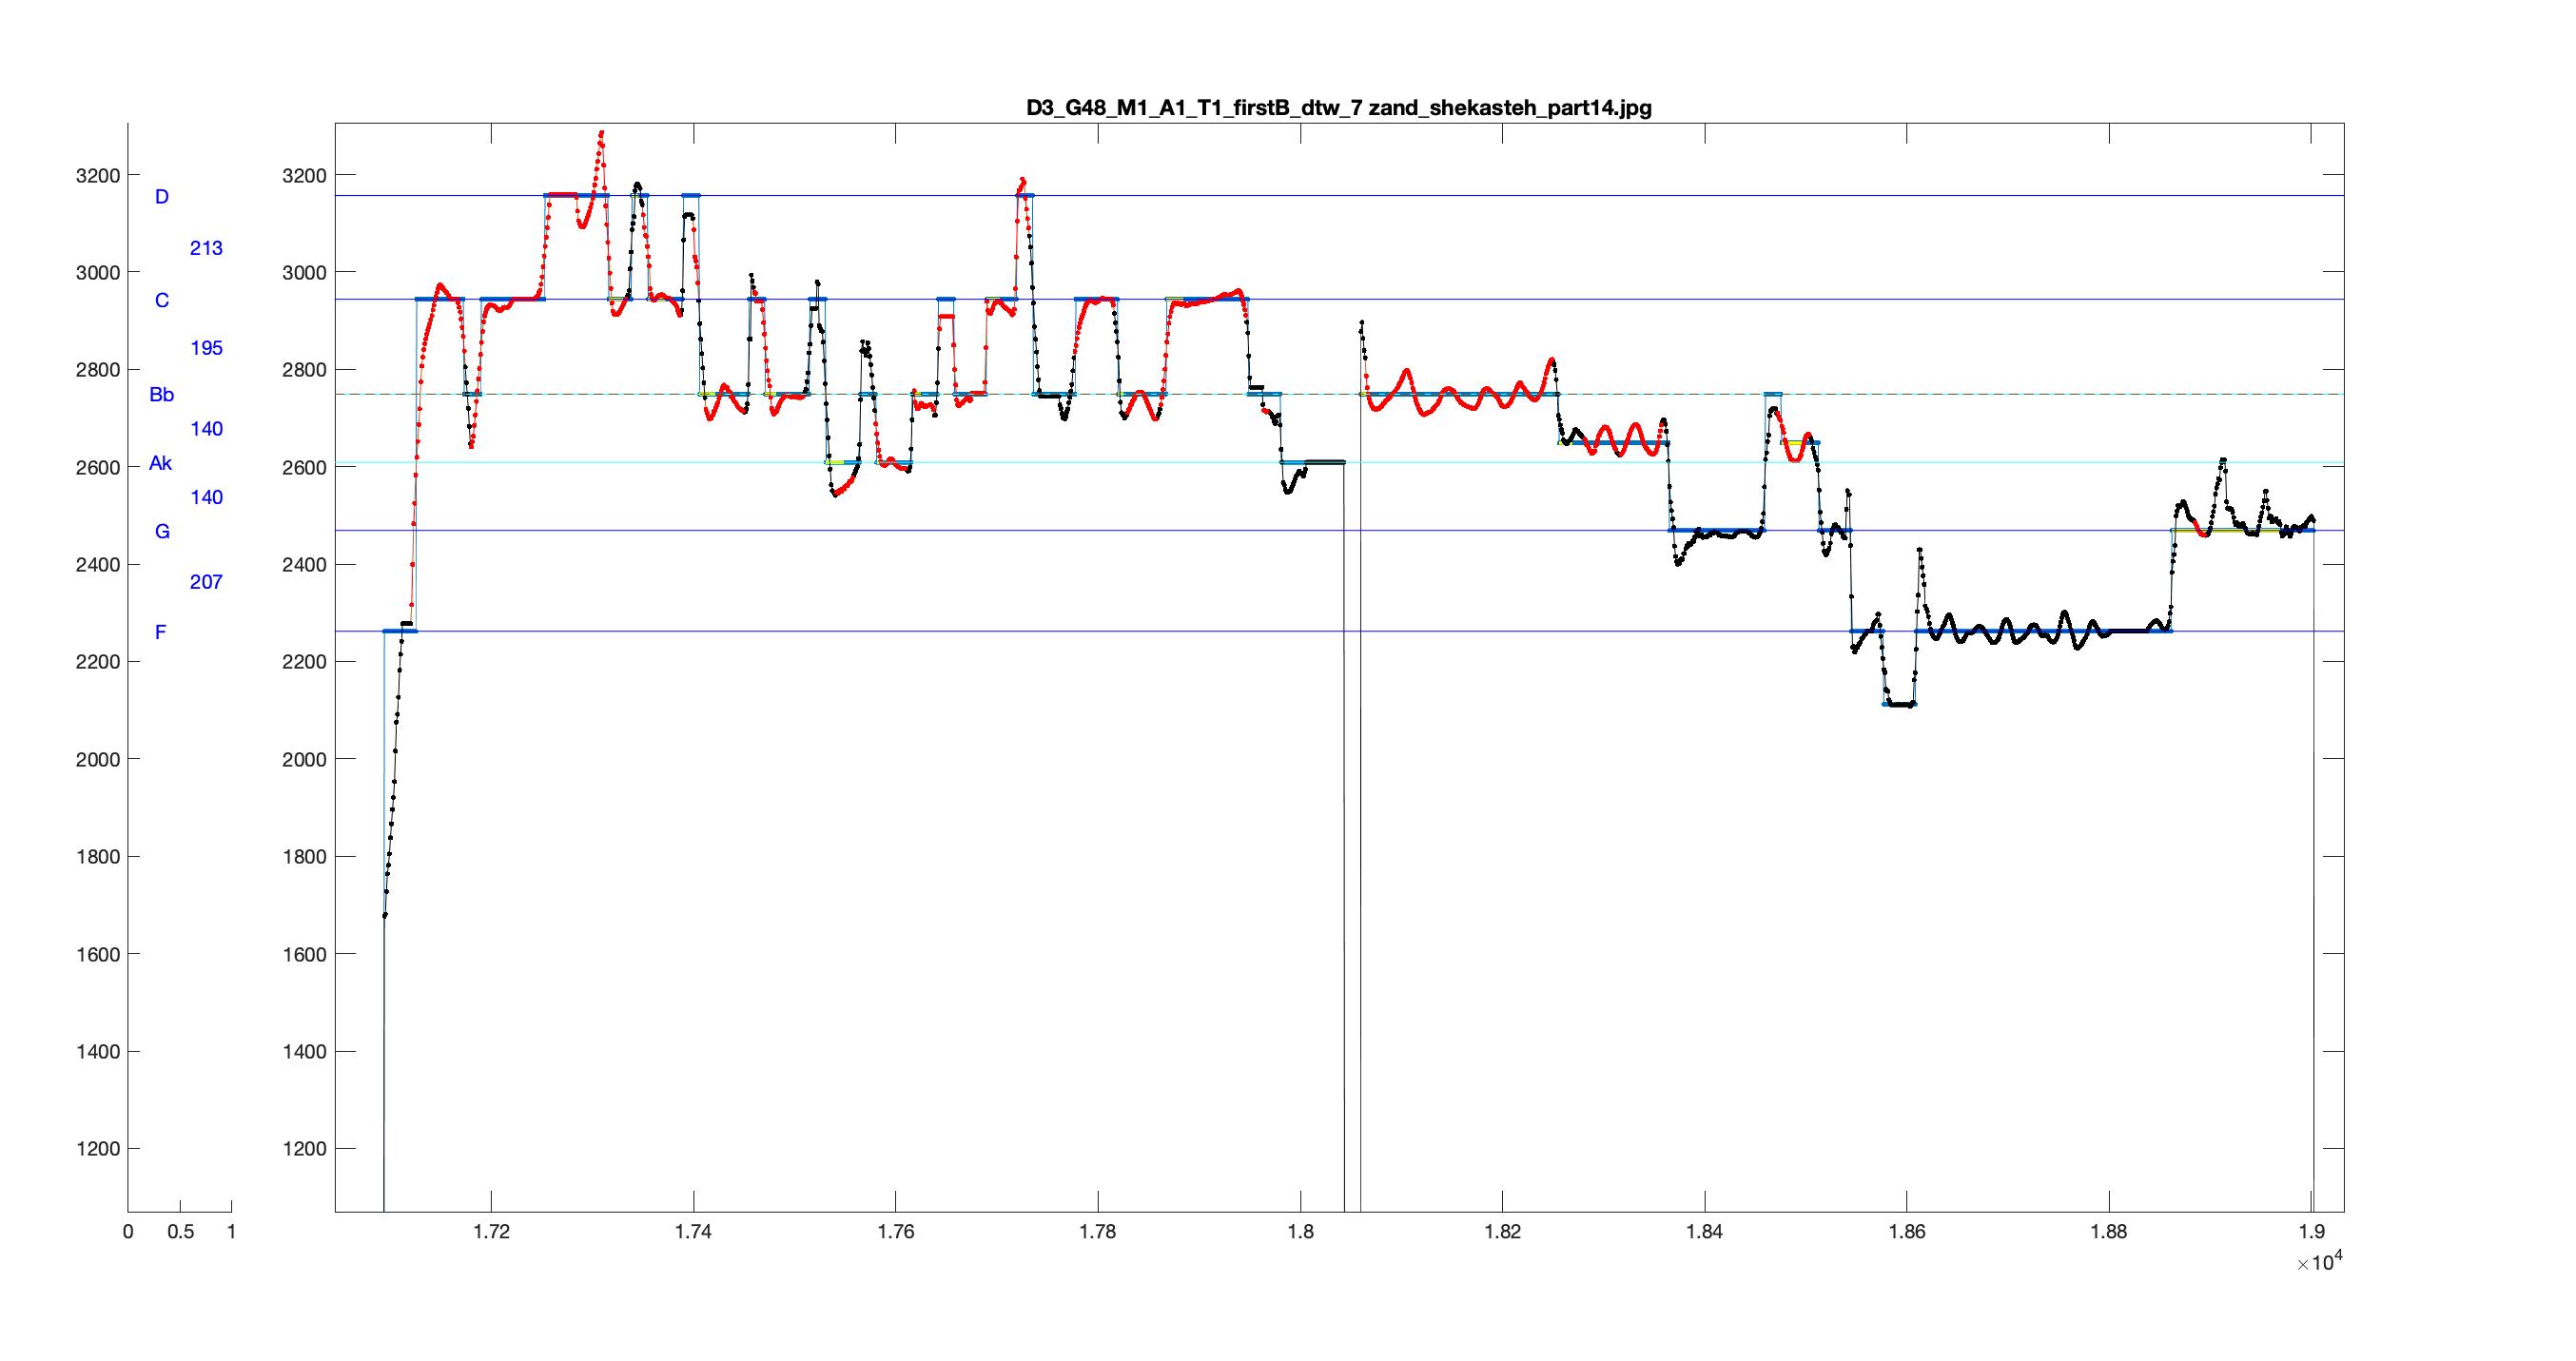 D3_G48_M1_A1_T1_firstB_dtw_7 zand_shekasteh_part14.jpg
3200 3200
D
213
3000 3000
C
195
2800 2800
Bb
140
2600 2600
Ak
140
G
2400 2400
207
F
2200 2200
2000 2000
1800 1800
1600 1600
1400 1400
1200 1200
0 0.5 1 1.72 1.74 1.76 1.78 1.8 1.82 1.84 1.86 1.88 1.9
×10^4